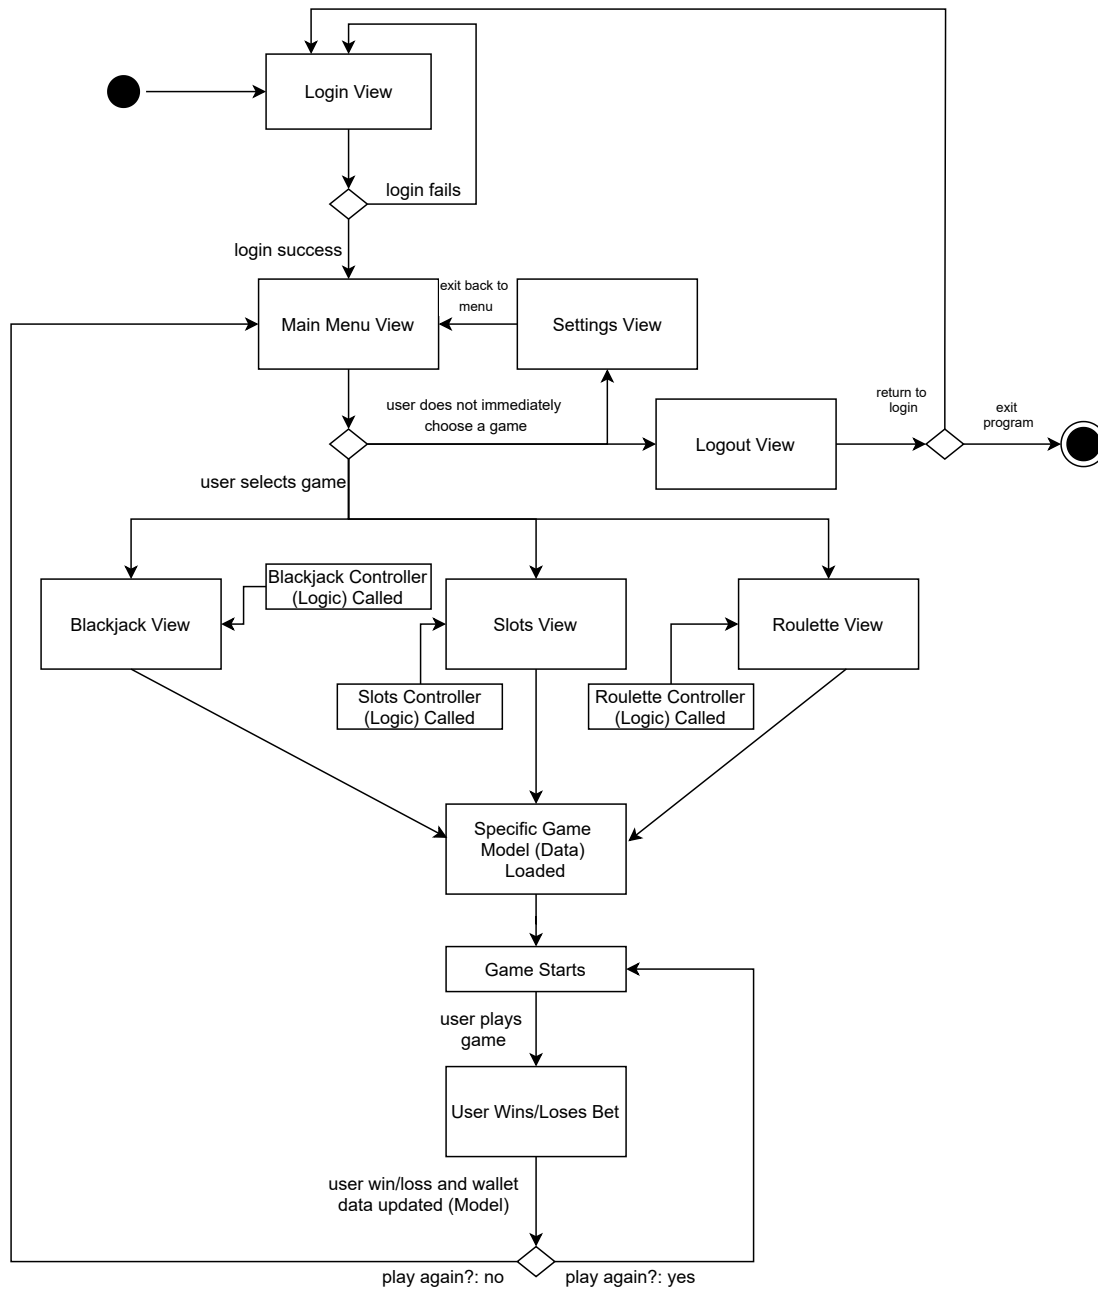 Login View
login fails
login success
exit back to
menu
Main Menu View
Settings View
user does not immediately
choose a game
return to
login
exit
program
Logout View
user selects game
Blackjack Controller
(Logic) Called
Blackjack View
Slots View
Roulette View
Slots Controller
(Logic) Called
Roulette Controller
(Logic) Called
Specific Game
Model (Data)
Loaded
Game Starts
user plays
game
User Wins/Loses Bet
user win/loss and wallet
data updated (Model)
play again?: no
play again?: yes